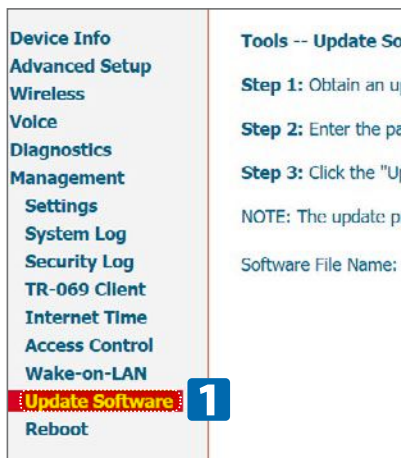 Device Info
Advanced Setup
Wireless
Voice
Diagnostics
Management
Settings
System Log
Security Log
TR-069 Client
Internet Time
Access Control
Wake-on-LAN
Update Software
1
Reboot
Tools -- Update So
Step 1: Obtain an u
Step 2: Enter the pa
Step 3: Click the "U
NOTE: The update p
Software File Name: